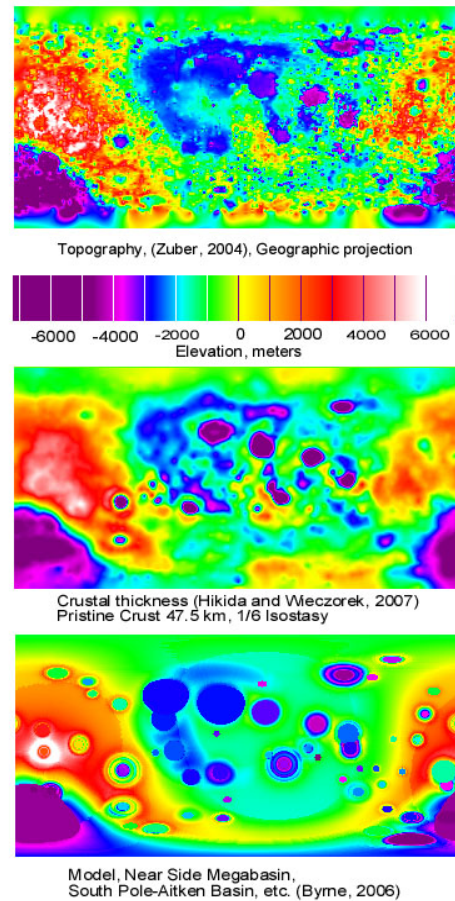 Topography, (Zuber, 2004), Geographic projection
-6000 -4000 -2000 0 2000 4000 6000
Elevation, meters
Crustal thickness (Hikida and Wieczorek, 2007)
Pristine Crust 47.5 km, 1/6 Isostasy
Model, Near Side Megabasin,
South Pole-Aitken Basin, etc. (Byrne, 2006)